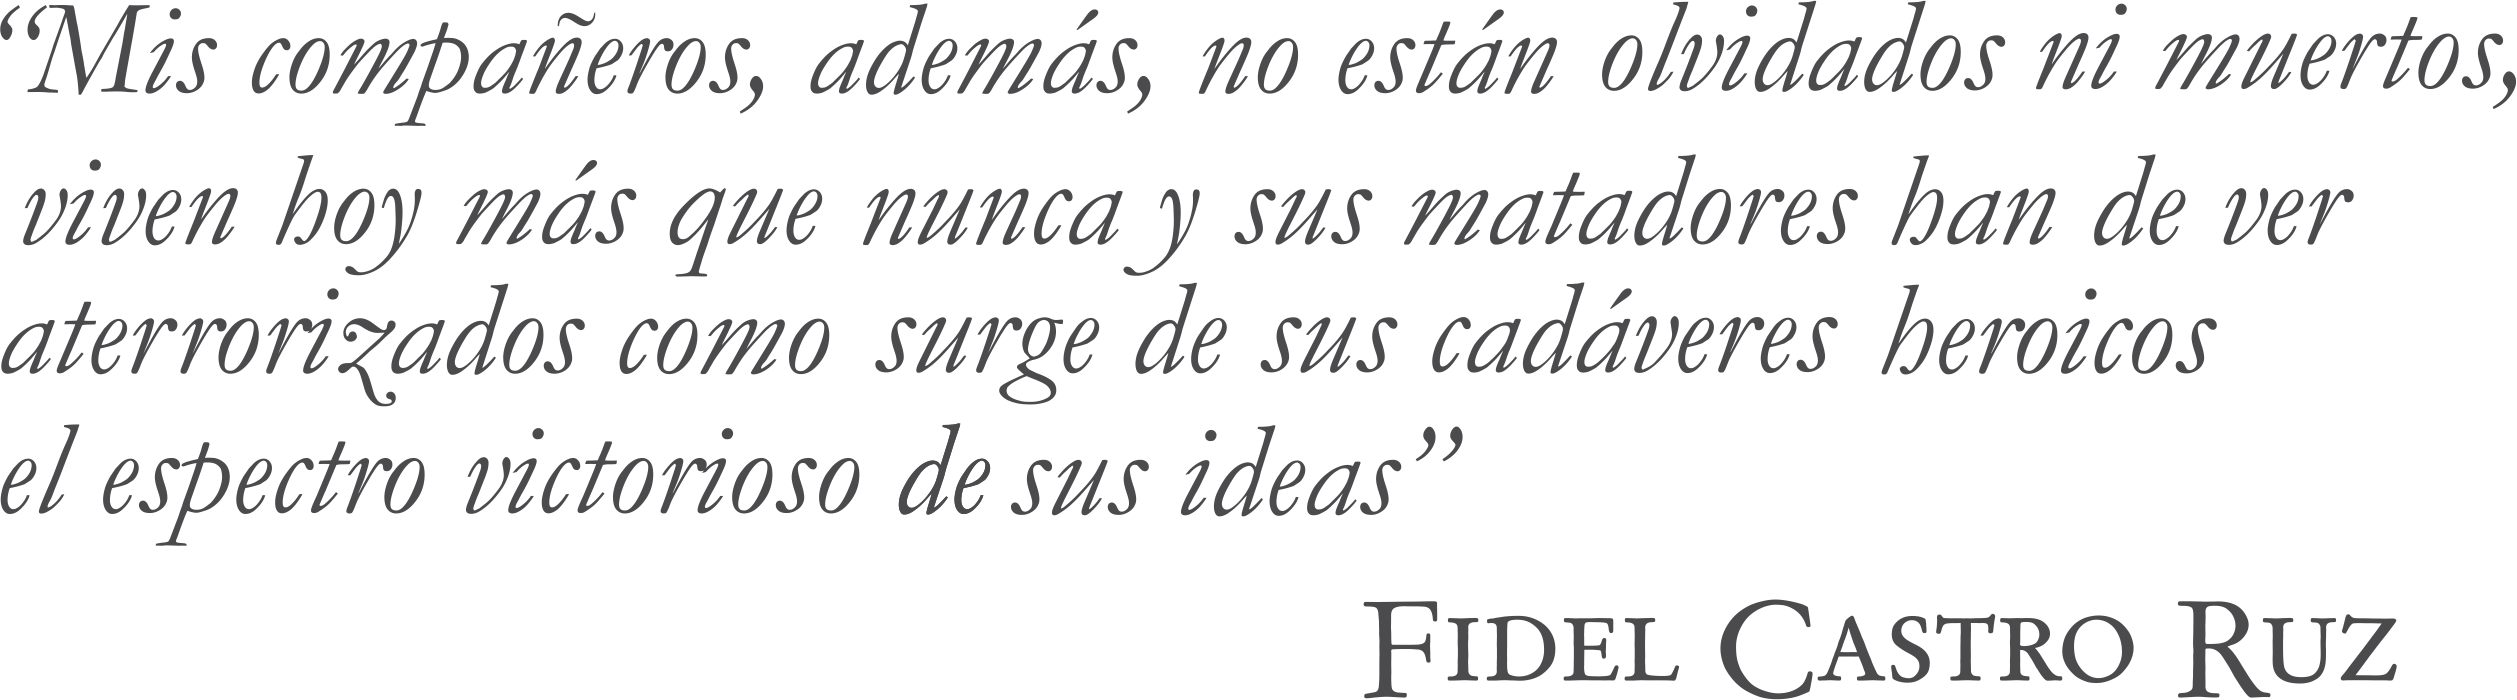 “Mis compañeros, además, no están olvidados ni muertos,
viven hoy más que nunca y sus matadores han de ver
aterrorizados como surge de sus cadáveres heroicos
el espectro victorioso de sus ideas”
FIDEL CASTRO RUZ